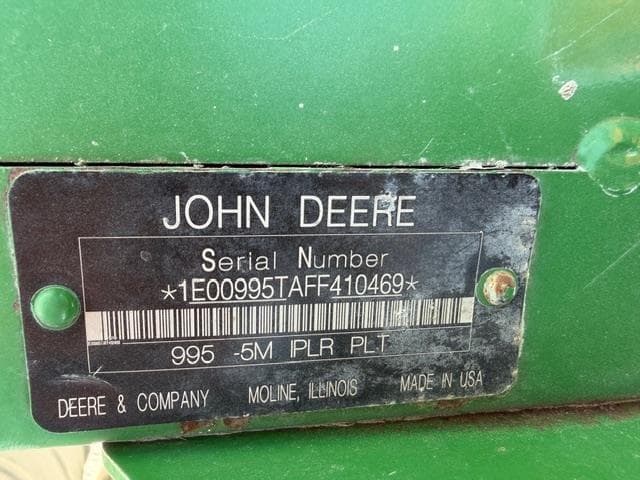 JOHN DEERE
Serial Number
*1E00995TAFF410469*
995 -5M IPLR PLT
DEERE & COMPANY MOLINE, ILLINOIS MADE IN USA